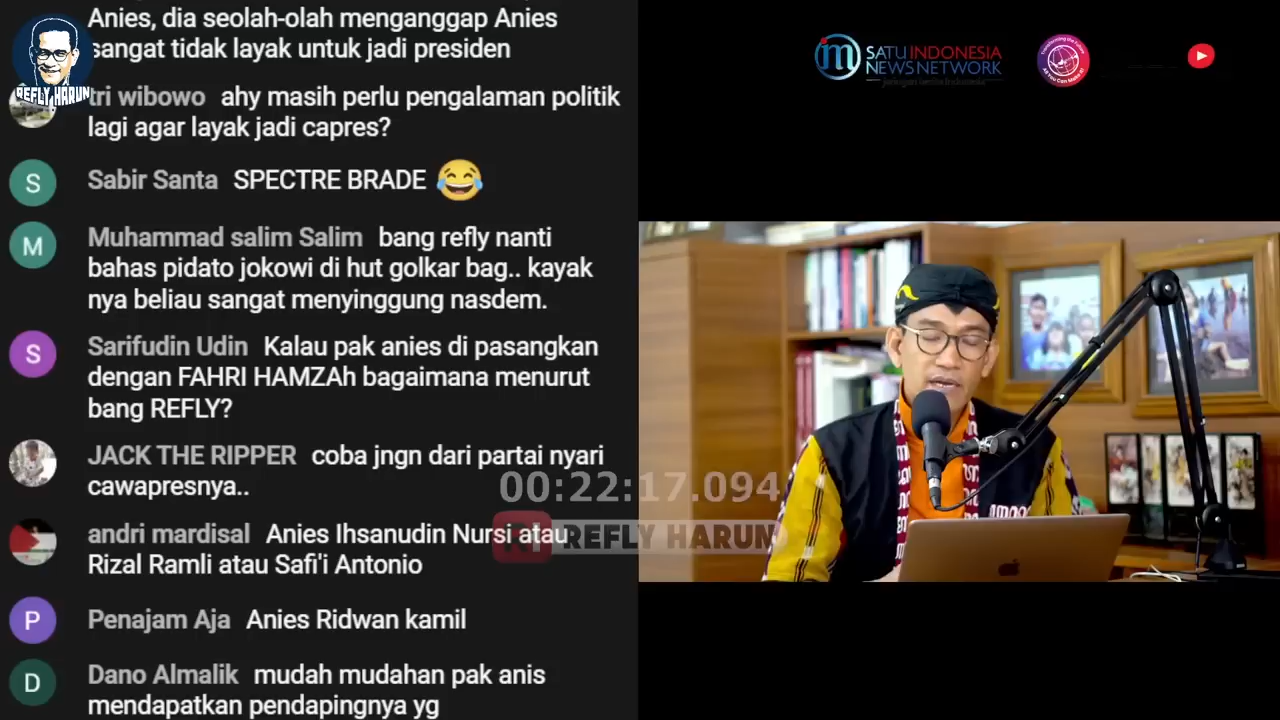 Anies, dia seolah-olah menganggap Anies
sangat tidak layak untuk jadi presiden
REFLY HARUN
tri wibowo ahy masih perlu pengalaman politik
lagi agar layak jadi capres?
Sabir Santa SPECTRE BRADE 😂
Muhammad salim Salim bang refly nanti
bahas pidato jokowi di hut golkar bag.. kayak
nya beliau sangat menyinggung nasdem.
Sarifudin Udin Kalau pak anies di pasangkan
dengan FAHRI HAMZAh bagaimana menurut
bang REFLY?
JACK THE RIPPER coba jngn dari partai nyari
cawapresnya..
andri mardisal Anies Ihsanudin Nursi atau
Rizal Ramli atau Safi'i Antonio
Penajam Aja Anies Ridwan kamil
Dano Almalik mudah mudahan pak anis
mendapatkan pendapingnya yg
S
M
S
P
D
SATU INDONESIA
NEWS NETWORK
00:22:17.094
REFLY HARUN